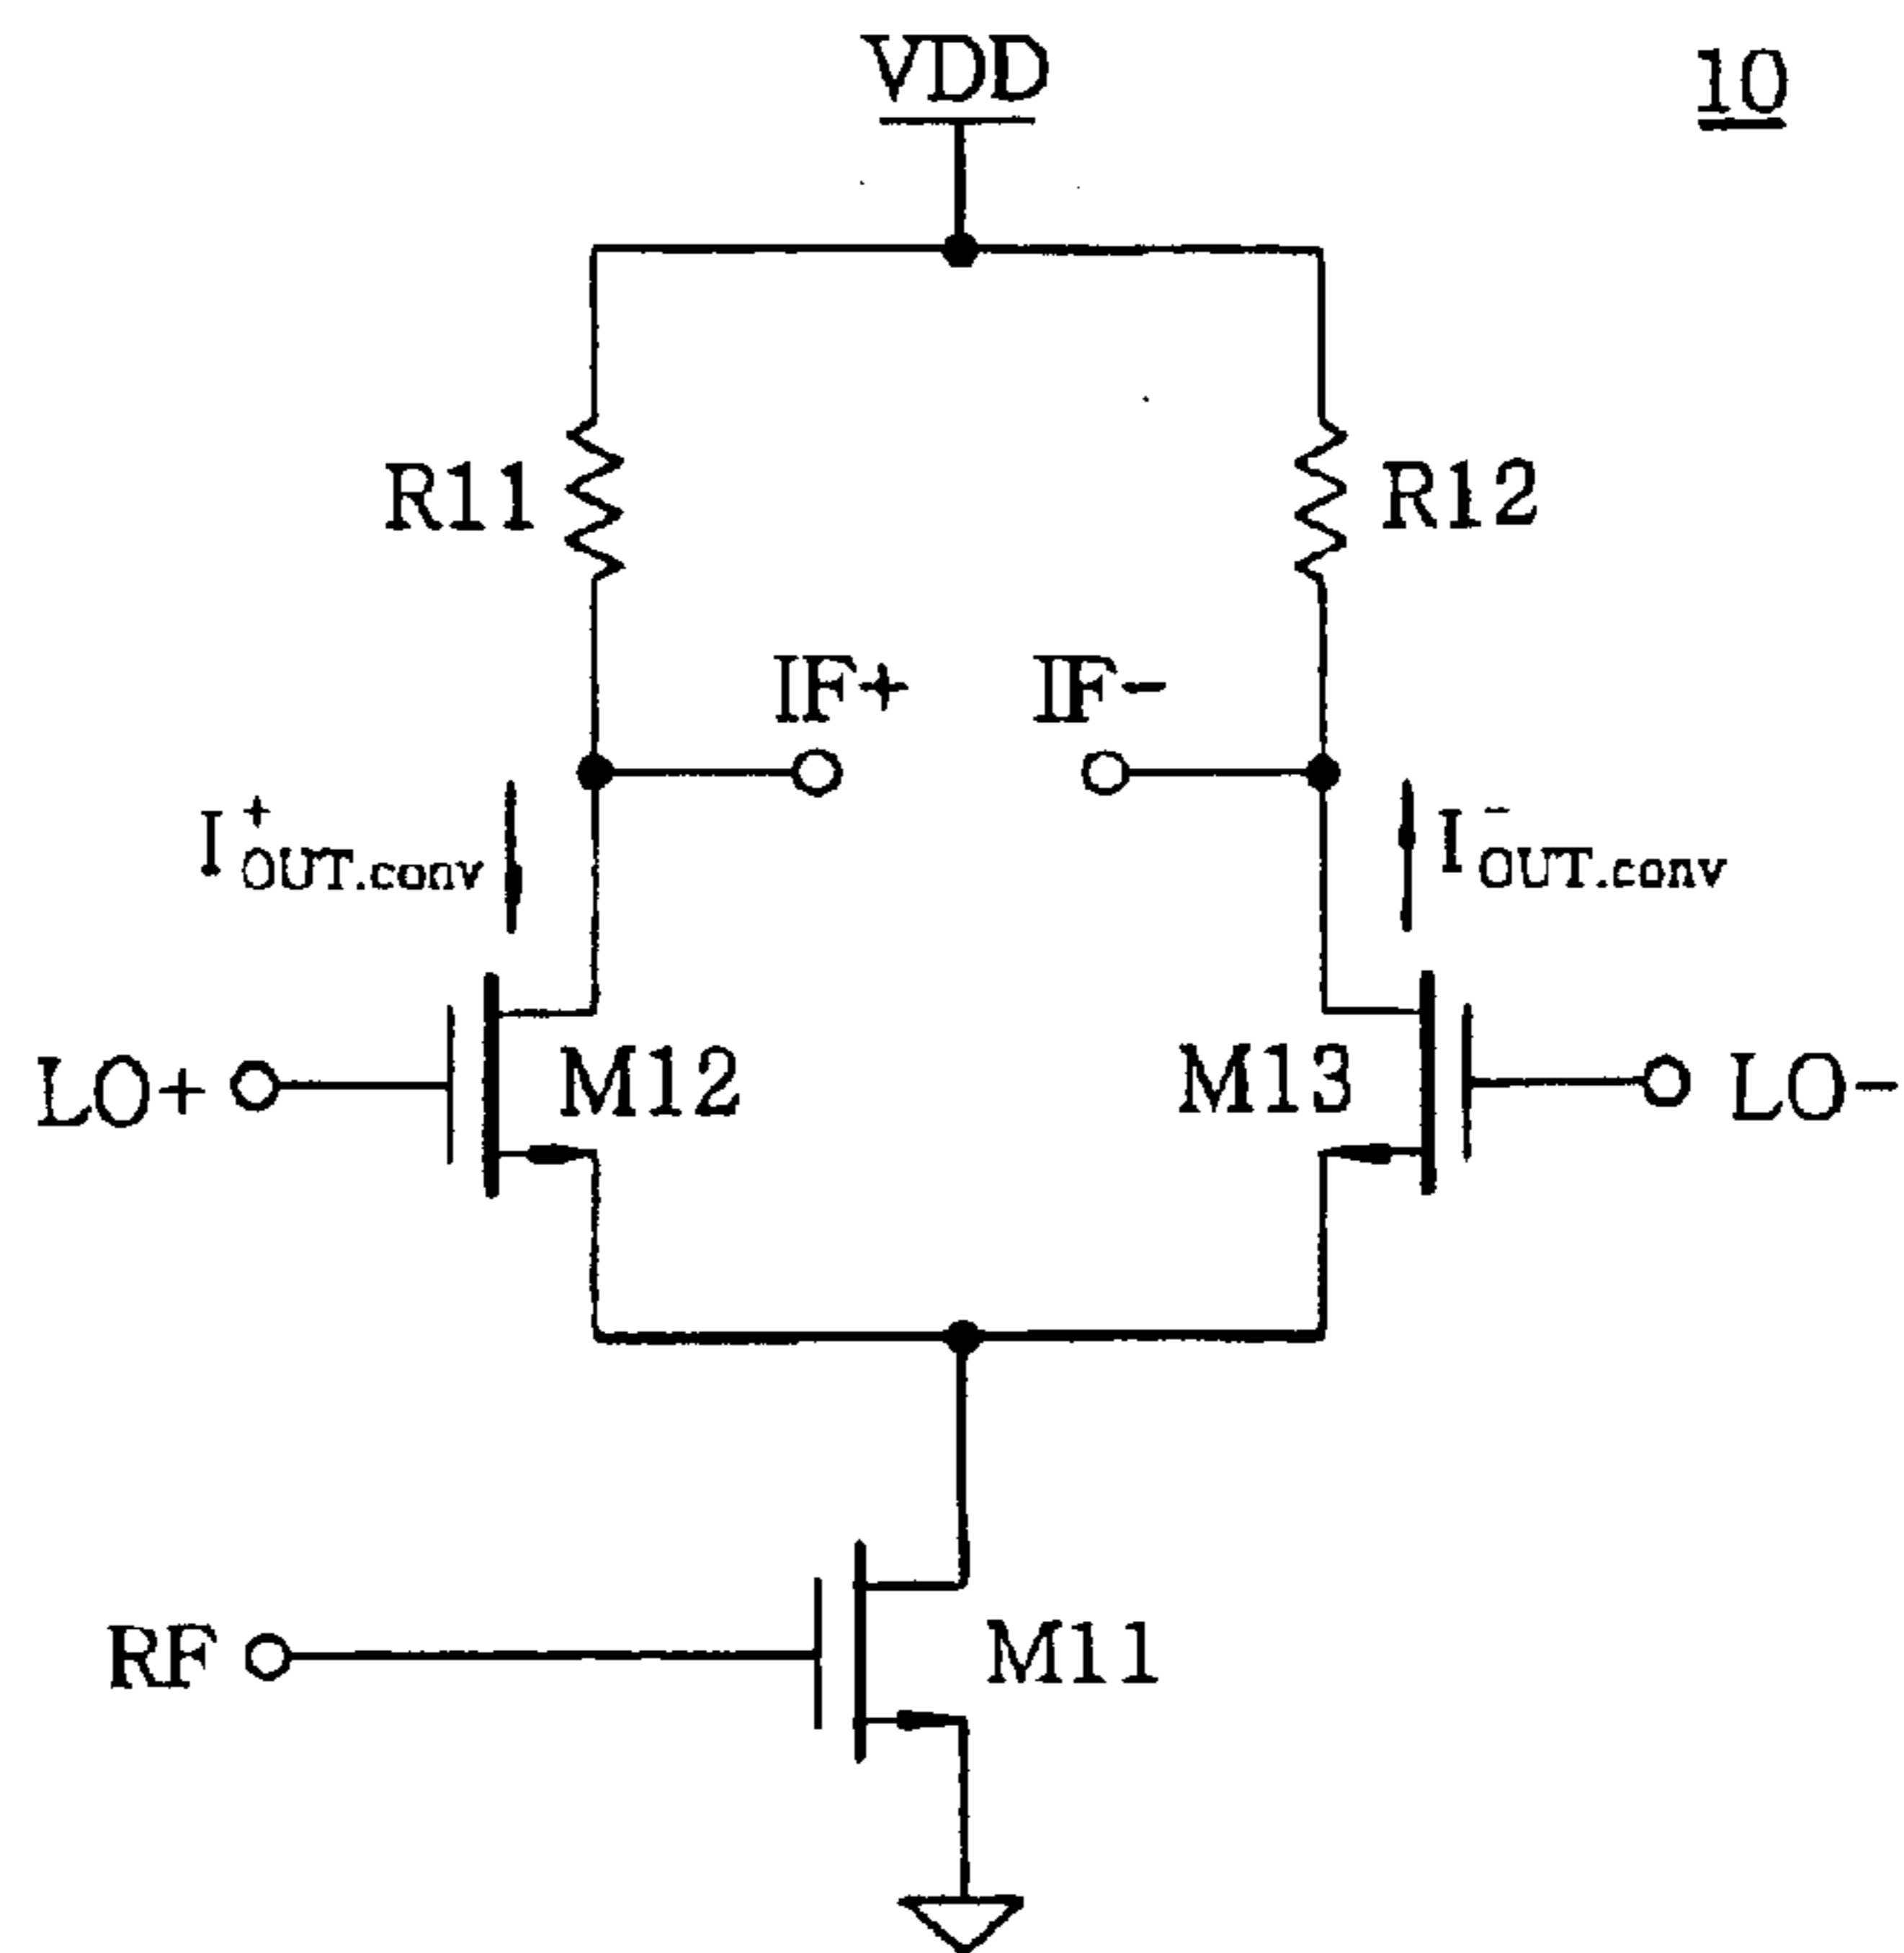 VDD
10
R11
R12
IF+
IF-
I+OUT.conv
I-OUT.conv
LO+
M12
M13
LO-
RF
M11